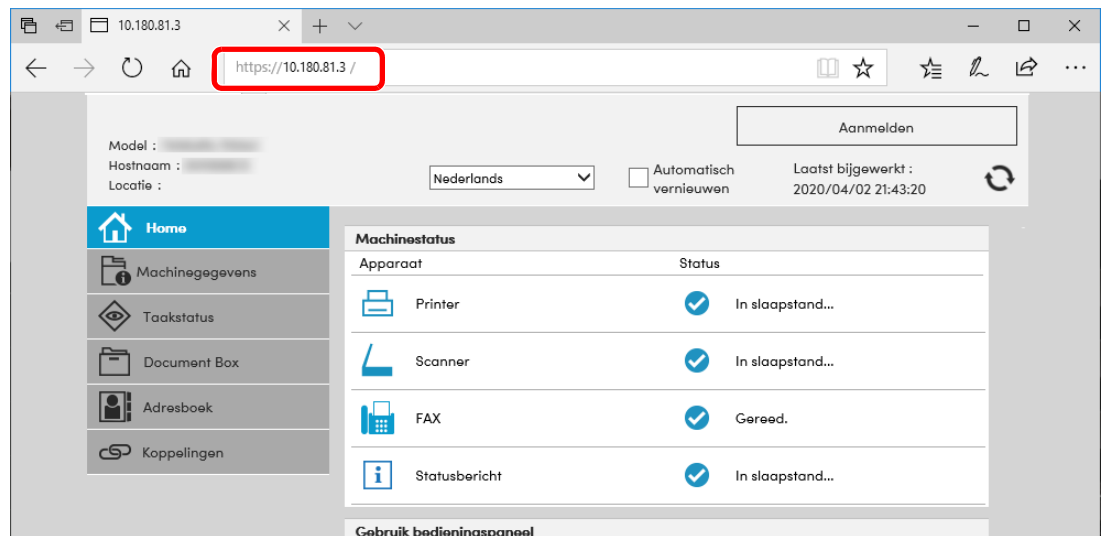 10.180.81.3
https://10.180.81.3 /
Aanmelden
Model :
Hostnaam :
Locatie :
Nederlands
Automatisch
vernieuwen
Laatst bijgewerkt :
2020/04/02 21:43:20
Home
Machinegegevens
Taakstatus
Document Box
Adresboek
Koppelingen
Machinestatus
Apparaat Status
Printer In slaapstand...
Scanner In slaapstand...
FAX Gereed.
Statusbericht In slaapstand...
Gebruik bedieningspaneel